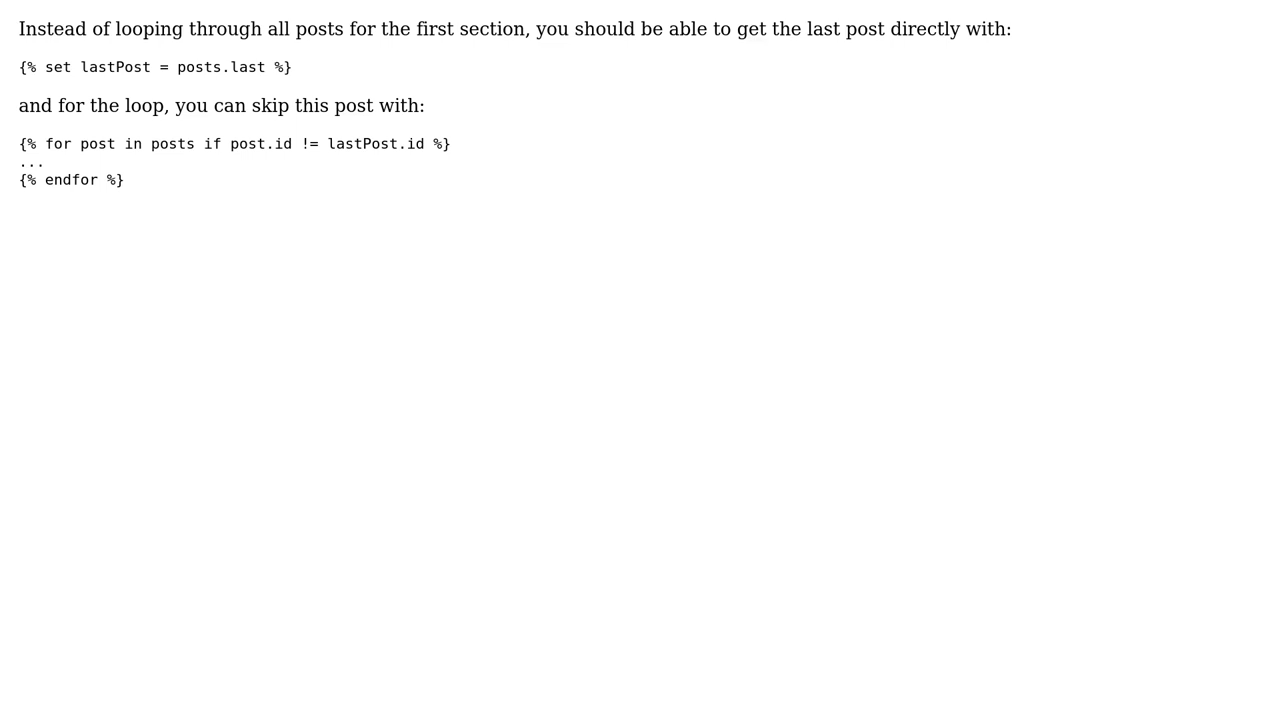 Instead of looping through all posts for the first section, you should be able to get the last post directly with:
{% set lastPost = posts.last %}
and for the loop, you can skip this post with:
{% for post in posts if post.id != lastPost.id %}
...
{% endfor %}